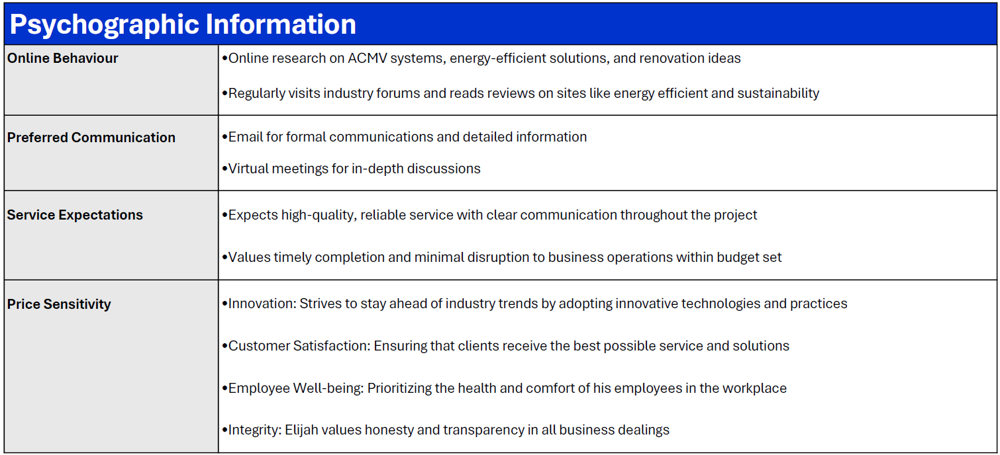 Psychographic Information
Online Behaviour
•Online research on ACMV systems, energy-efficient solutions, and renovation ideas
•Regularly visits industry forums and reads reviews on sites like energy efficient and sustainability
Preferred Communication
•Email for formal communications and detailed information
•Virtual meetings for in-depth discussions
Service Expectations
•Expects high-quality, reliable service with clear communication throughout the project
•Values timely completion and minimal disruption to business operations within budget set
Price Sensitivity
•Innovation: Strives to stay ahead of industry trends by adopting innovative technologies and practices
•Customer Satisfaction: Ensuring that clients receive the best possible service and solutions
•Employee Well-being: Prioritizing the health and comfort of his employees in the workplace
•Integrity: Elijah values honesty and transparency in all business dealings